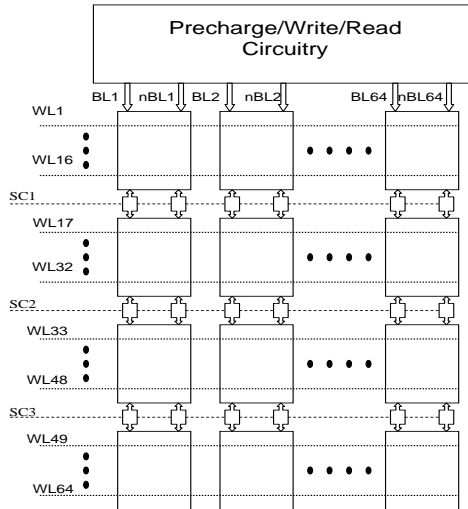 Precharge/Write/Read
Circuitry
BL1 nBL1 BL2 nBL2 BL64 nBL64
WL1
WL16
SC1
WL17
WL32
SC2
WL33
WL48
SC3
WL49
WL64